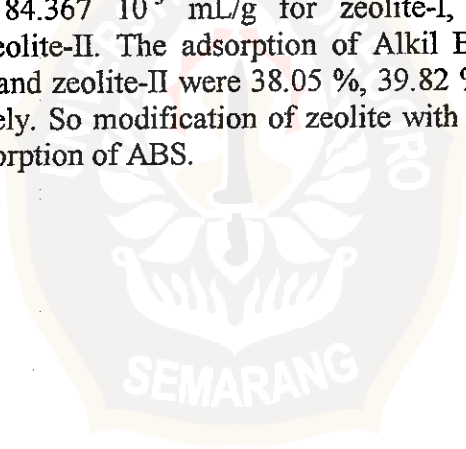 84.367 10⁻³ mL/g for zeolite-I,
eolite-II. The adsorption of Alkil B
and zeolite-II were 38.05 %, 39.82 %
ely. So modification of zeolite with
orption of ABS.
SEMARANG